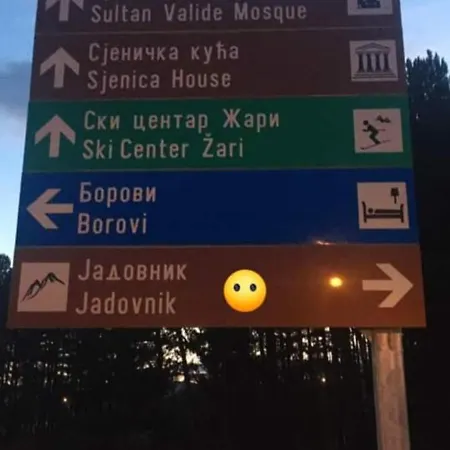 Sultan Valide Mosque
Сјеничка кућа
Sjenica House
Ски центар Жари
Ski Center Žari
Борови
Borovi
Јадовник
Jadovnik